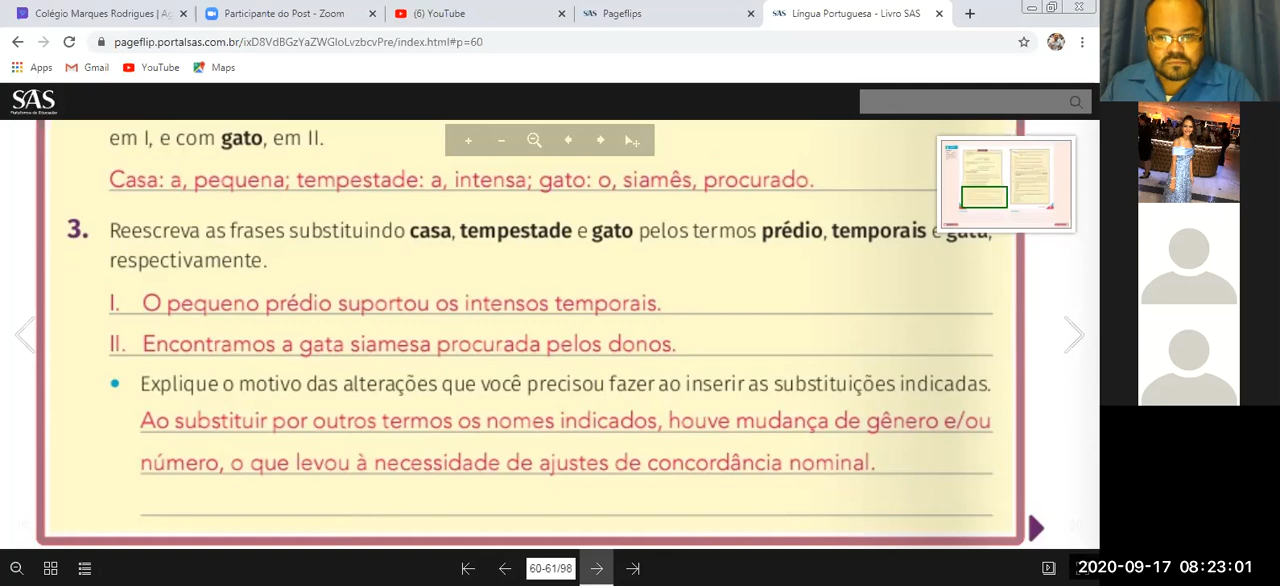 Colégio Marques Rodrigues | A
Participante do Post - Zoom
(6) YouTube
SAS Pageflips
SAS Língua Portuguesa - Livro SAS
pageflip.portalsas.com.br/ixD8VdBGzYaZWGloLvzbcvPre/index.html#p=60
Apps Gmail YouTube Maps
SAS
Plataforma de Educação
em I, e com gato, em II.
Casa: a, pequena; tempestade: a, intensa; gato: o, siamês, procurado.
3. Reescreva as frases substituindo casa, tempestade e gato pelos termos prédio, temporais e gata,
respectivamente.
I. O pequeno prédio suportou os intensos temporais.
II. Encontramos a gata siamesa procurada pelos donos.
• Explique o motivo das alterações que você precisou fazer ao inserir as substituições indicadas.
Ao substituir por outros termos os nomes indicados, houve mudança de gênero e/ou
número, o que levou à necessidade de ajustes de concordância nominal.
60-61/98
2020-09-17 08:23:01